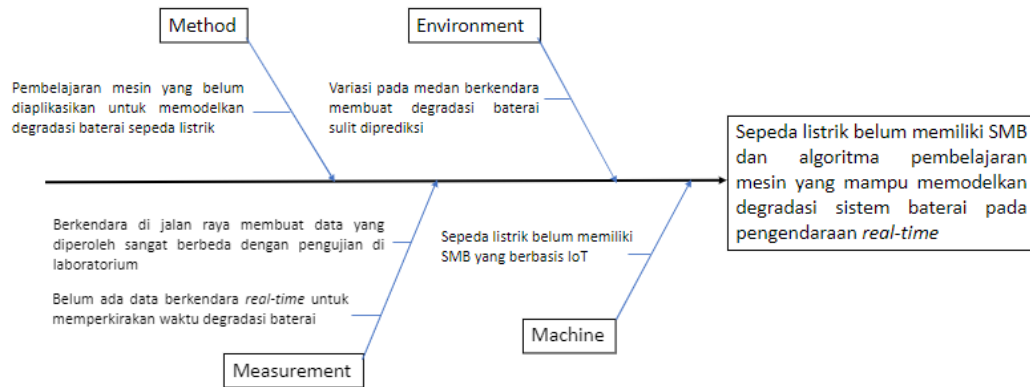 Method
Environment
Pembelajaran mesin yang belum
diaplikasikan untuk memodelkan
degradasi baterai sepeda listrik
Variasi pada medan berkendara
membuat degradasi baterai
sulit diprediksi
Sepeda listrik belum memiliki SMB
dan algoritma pembelajaran
mesin yang mampu memodelkan
degradasi sistem baterai pada
pengendaraan real-time
Berkendara di jalan raya membuat data yang
diperoleh sangat berbeda dengan pengujian di
laboratorium
Belum ada data berkendara real-time untuk
memperkirakan waktu degradasi baterai
Sepeda listrik belum memiliki
SMB yang berbasis IoT
Measurement
Machine